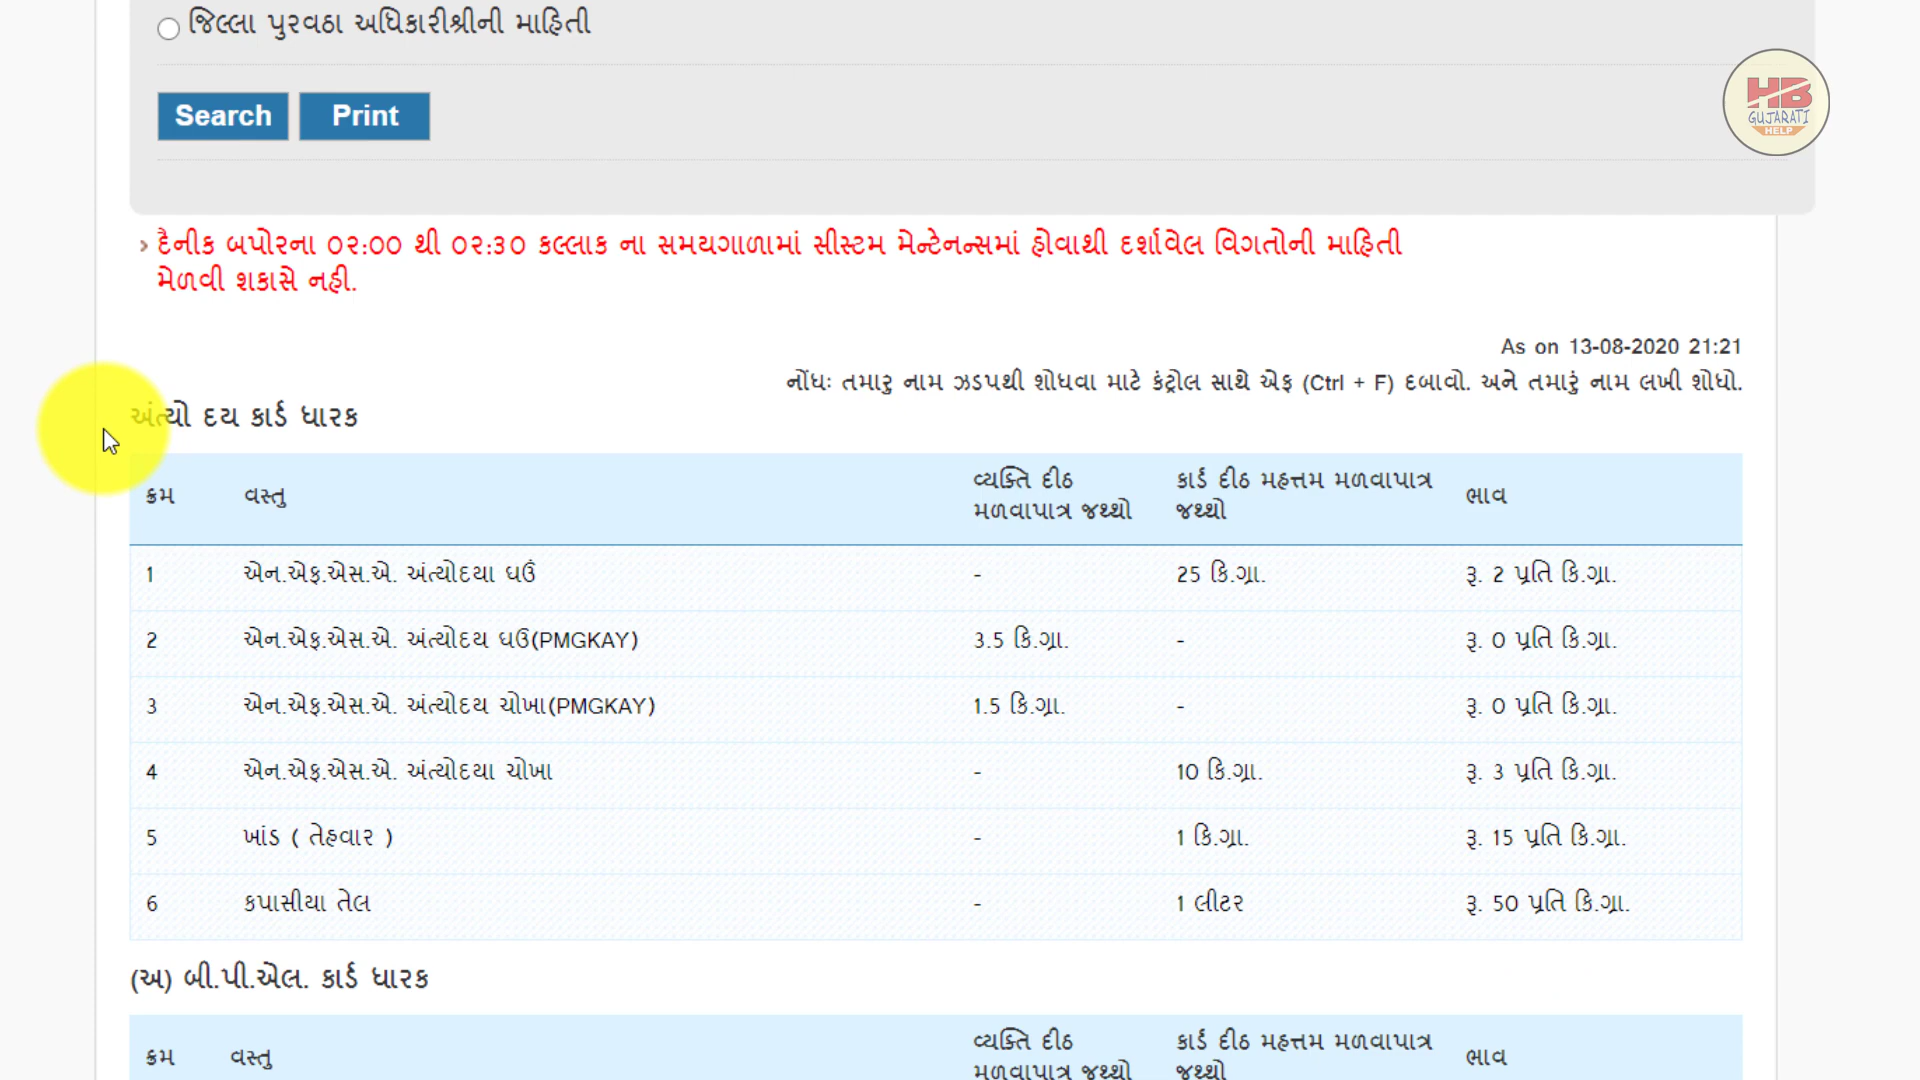 જિલ્લા પુરવઠા અધિકારીશ્રીની માહિતી
Search Print
HB
GUJARATI
HELP
› દૈનીક બપોરના ૦૨:૦૦ થી ૦૨:૩૦ કલ્લાક ના સમયગાળામાં સીસ્ટમ મેન્ટેનન્સમાં હોવાથી દર્શાવેલ વિગતોની માહિતી
મેળવી શકાસે નહી.
As on 13-08-2020 21:21
નોંધઃ તમારુ નામ ઝડપથી શોધવા માટે કંટ્રોલ સાથે એફ (Ctrl + F) દબાવો. અને તમારું નામ લખી શોધો.
અંત્યો દય કાર્ડ ધારક
ક્રમ વસ્તુ વ્યક્તિ દીઠ મળવાપાત્ર જથ્થો કાર્ડ દીઠ મહત્તમ મળવાપાત્ર જથ્થો ભાવ
1 એન.એફ.એસ.એ. અંત્યોદયા ઘઉં - 25 કિ.ગ્રા. રૂ. 2 પ્રતિ કિ.ગ્રા.
2 એન.એફ.એસ.એ. અંત્યોદય ઘઉ(PMGKAY) 3.5 કિ.ગ્રા. - રૂ. 0 પ્રતિ કિ.ગ્રા.
3 એન.એફ.એસ.એ. અંત્યોદય ચોખા(PMGKAY) 1.5 કિ.ગ્રા. - રૂ. 0 પ્રતિ કિ.ગ્રા.
4 એન.એફ.એસ.એ. અંત્યોદયા ચોખા - 10 કિ.ગ્રા. રૂ. 3 પ્રતિ કિ.ગ્રા.
5 ખાંડ ( તેહવાર ) - 1 કિ.ગ્રા. રૂ. 15 પ્રતિ કિ.ગ્રા.
6 કપાસીયા તેલ - 1 લીટર રૂ. 50 પ્રતિ કિ.ગ્રા.
(અ) બી.પી.એલ. કાર્ડ ધારક
ક્રમ વસ્તુ વ્યક્તિ દીઠ મળવાપાત્ર જથ્થો કાર્ડ દીઠ મહત્તમ મળવાપાત્ર જથ્થો ભાવ